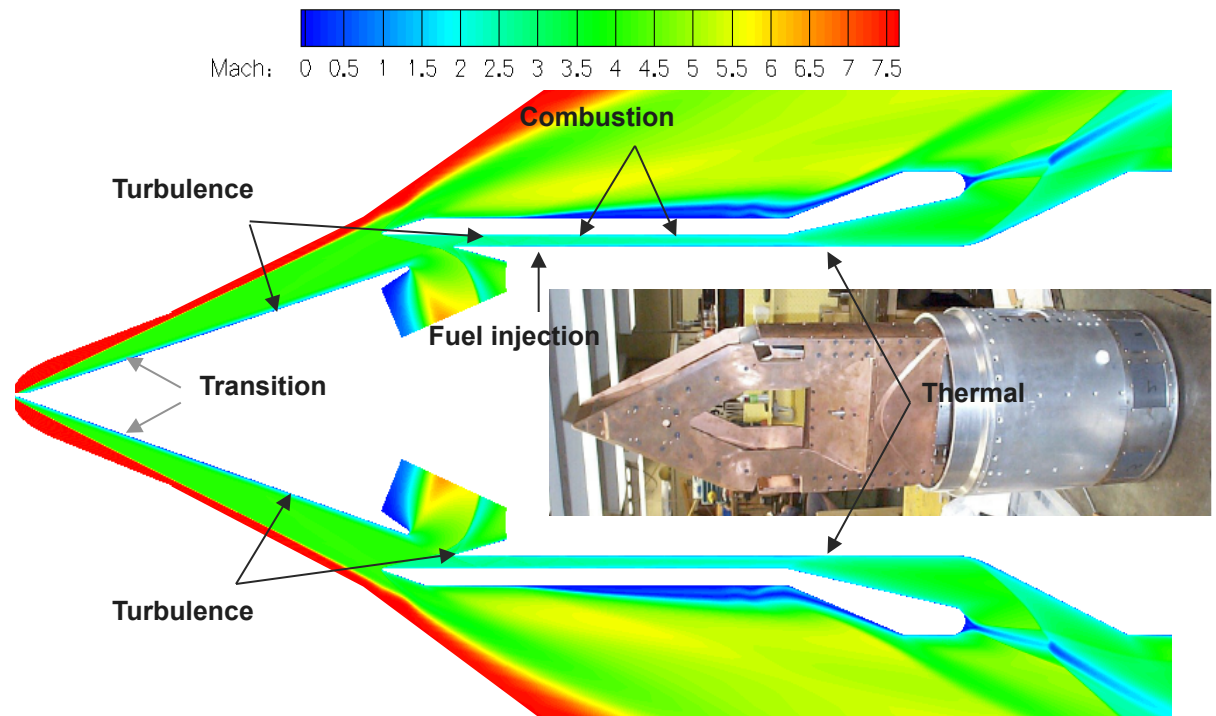 Mach: 0 0.5 1 1.5 2 2.5 3 3.5 4 4.5 5 5.5 6 6.5 7 7.5
Combustion
Turbulence
Fuel injection
Transition
Thermal
Turbulence